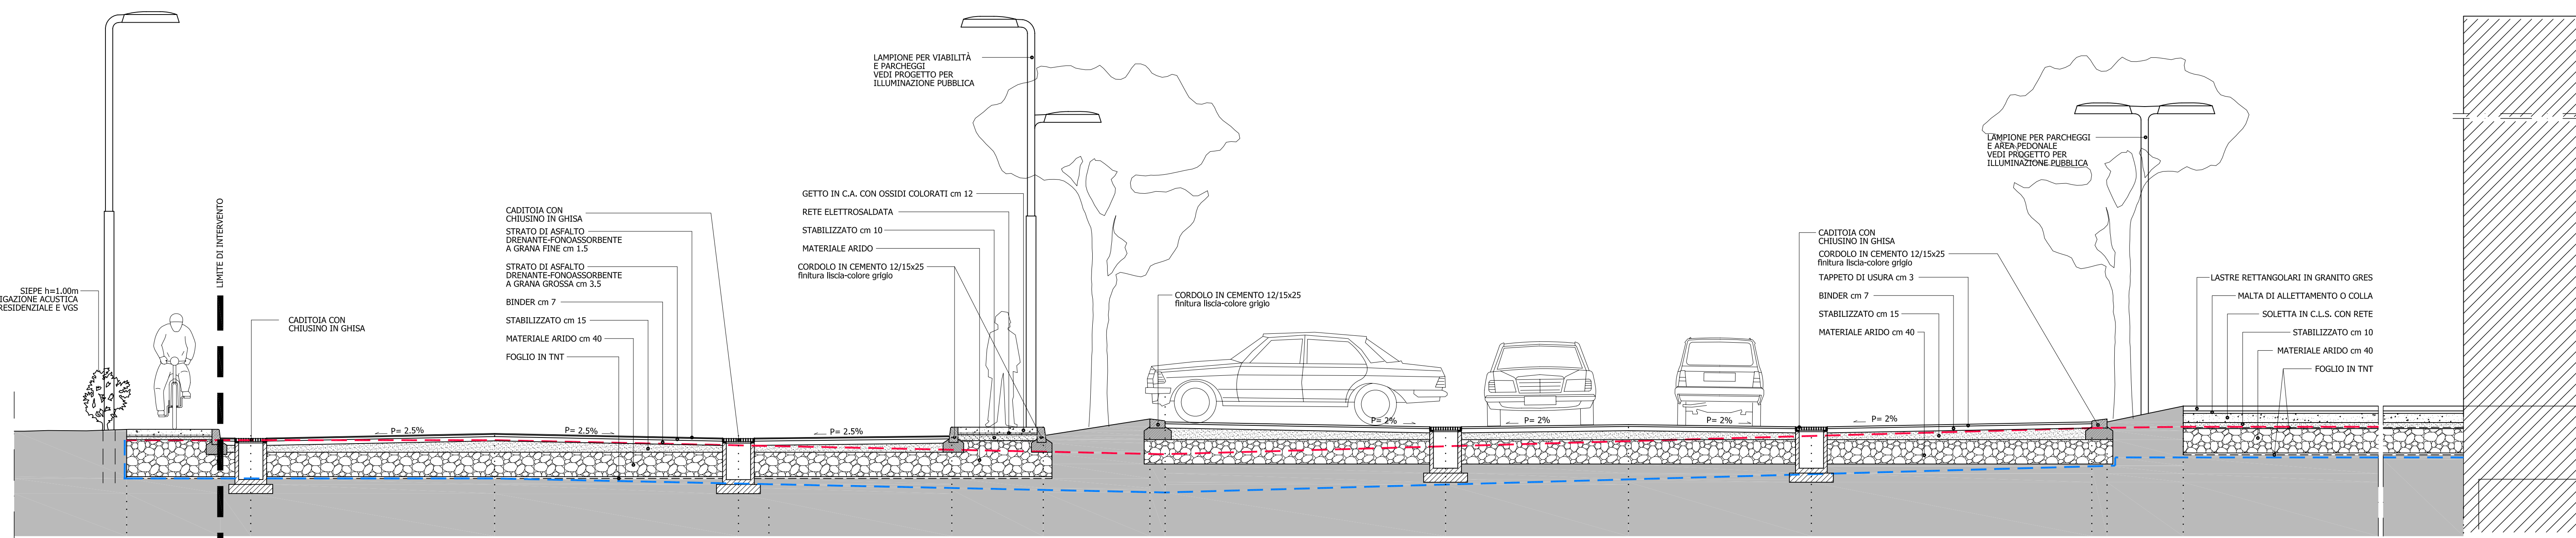 SIEPE h=1.00m
IGAZIONE ACUSTICA
RESIDENZIALE E VGS
LIMITE DI INTERVENTO
CADITOIA CON
CHIUSINO IN GHISA
P= 2.5%
P= 2.5%
CADITOIA CON
CHIUSINO IN GHISA
STRATO DI ASFALTO
DRENANTE-FONOASSORBENTE
A GRANA FINE cm 1.5
STRATO DI ASFALTO
DRENANTE-FONOASSORBENTE
A GRANA GROSSA cm 3.5
BINDER cm 7
STABILIZZATO cm 15
MATERIALE ARIDO cm 40
FOGLIO IN TNT
P= 2.5%
LAMPIONE PER VIABILITÀ
E PARCHEGGI
VEDI PROGETTO PER
ILLUMINAZIONE PUBBLICA
GETTO IN C.A. CON OSSIDI COLORATI cm 12
RETE ELETTROSALDATA
STABILIZZATO cm 10
MATERIALE ARIDO
CORDOLO IN CEMENTO 12/15x25
finitura liscia-colore grigio
CORDOLO IN CEMENTO 12/15x25
finitura liscia-colore grigio
P= 2%
P= 2%
P= 2%
P= 2%
LAMPIONE PER PARCHEGGI
E AREA PEDONALE
VEDI PROGETTO PER
ILLUMINAZIONE PUBBLICA
CADITOIA CON
CHIUSINO IN GHISA
CORDOLO IN CEMENTO 12/15x25
finitura liscia-colore grigio
TAPPETO DI USURA cm 3
BINDER cm 7
STABILIZZATO cm 15
MATERIALE ARIDO cm 40
LASTRE RETTANGOLARI IN GRANITO GRES
MALTA DI ALLETTAMENTO O COLLA
SOLETTA IN C.L.S. CON RETE
STABILIZZATO cm 10
MATERIALE ARIDO cm 40
FOGLIO IN TNT